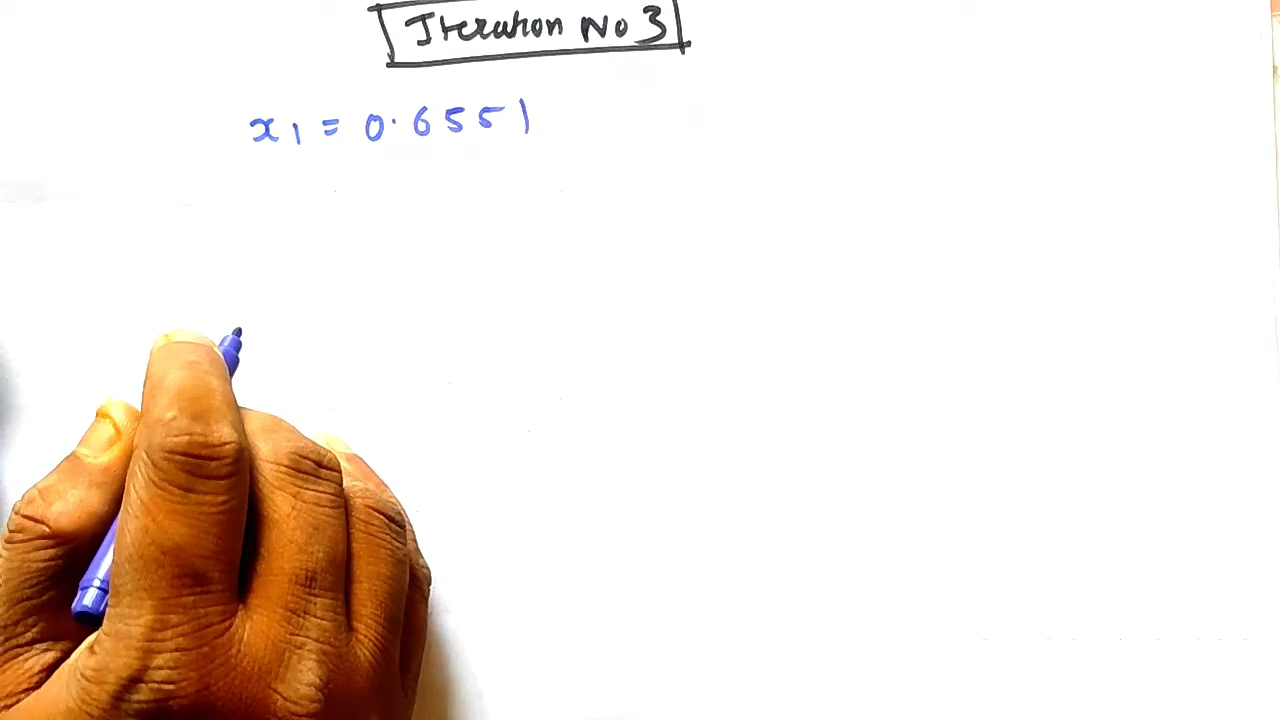 Iteration No 3
x1 = 0.6551